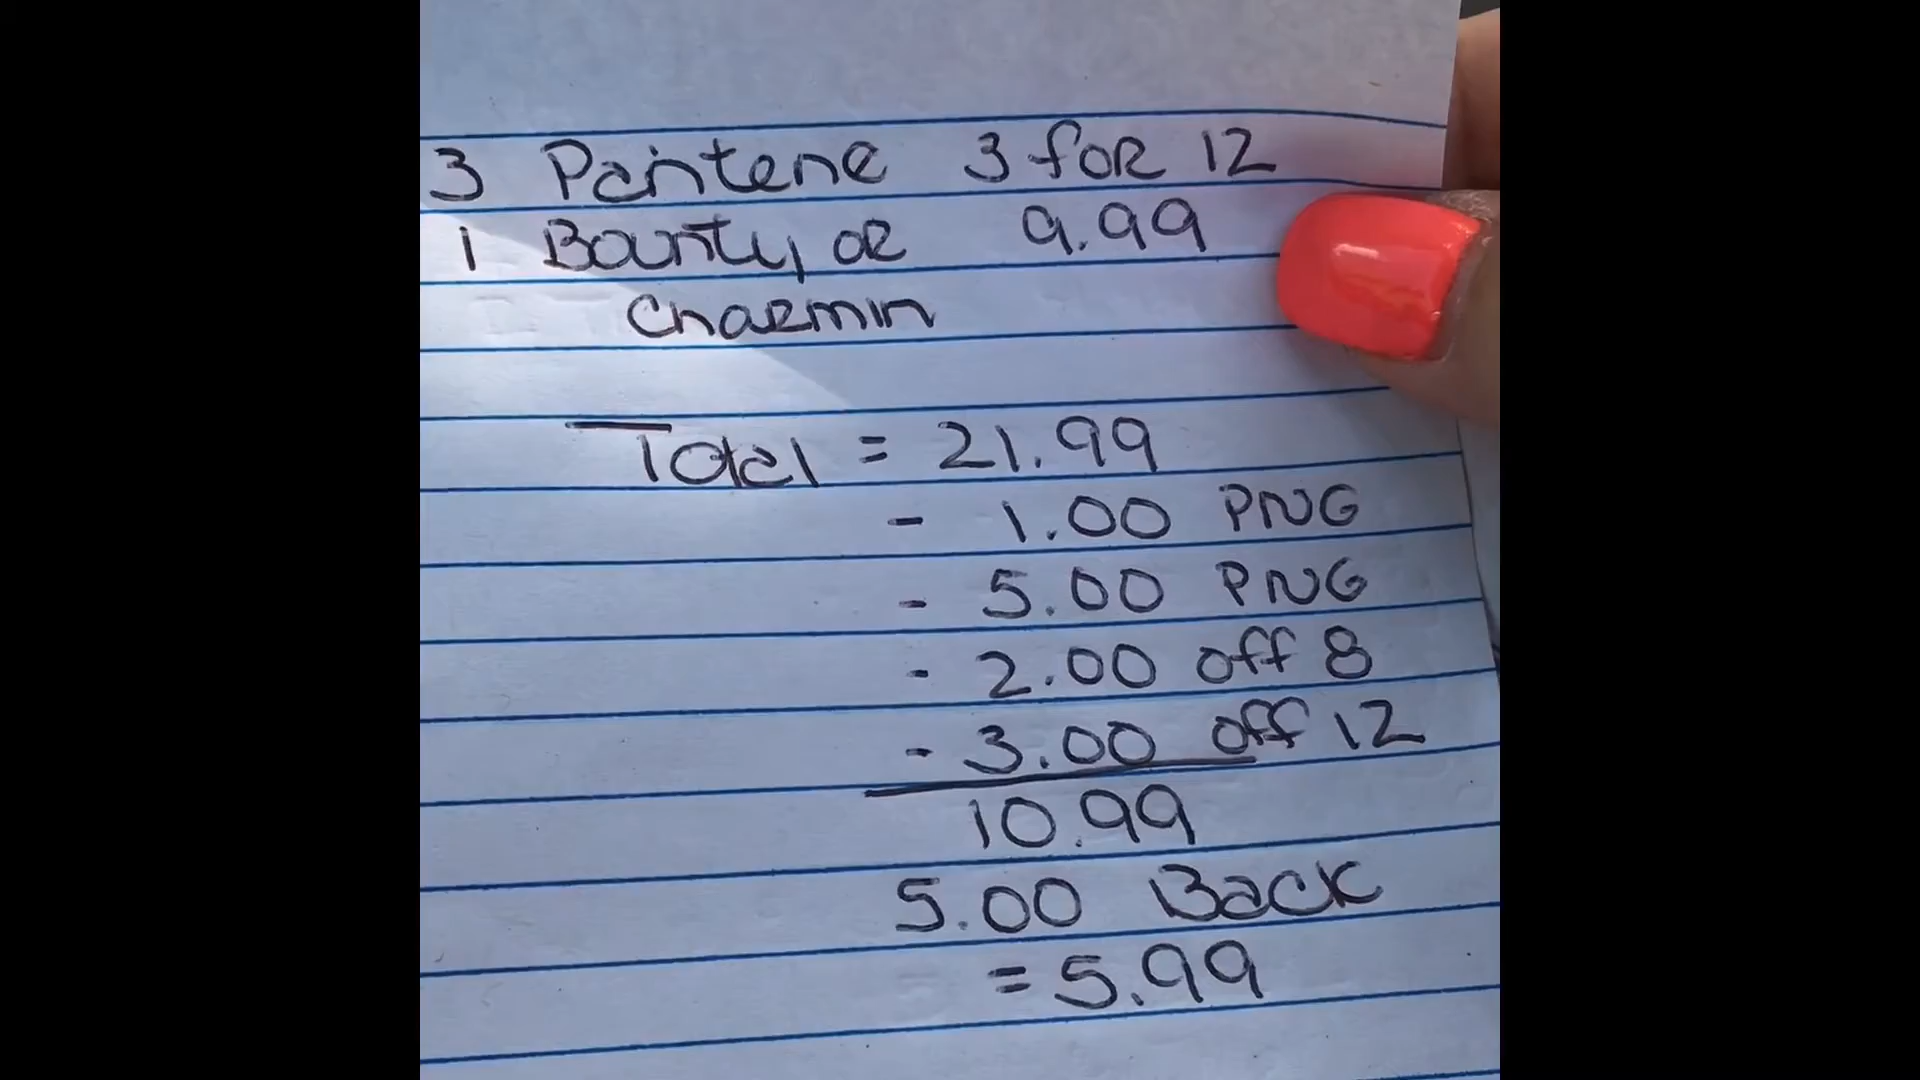 3 Pantene 3 for 12
1 Bounty, or 9.99
Charmin
Total = 21.99
- 1.00 PNG
- 5.00 PNG
- 2.00 off 8
- 3.00 off 12
10.99
5.00 Back
= 5.99